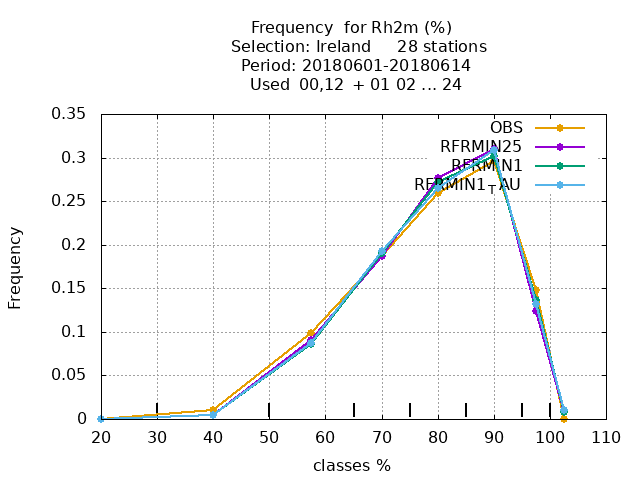 Frequency  for Rh2m (%)
Selection: Ireland     28 stations
Period: 20180601-20180614
Used  00,12  + 01 02 ... 24
0.35
0.3
0.25
0.2
0.15
0.1
0.05
0
Frequency
OBS
RFRMIN25
RFRMIN1
RFRMIN1_TAU
20 30 40 50 60 70 80 90 100 110
classes %